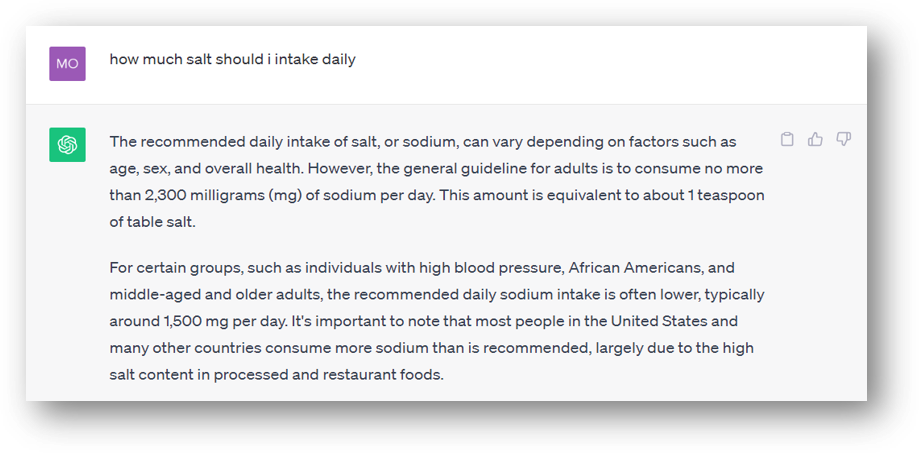 MO
how much salt should i intake daily
The recommended daily intake of salt, or sodium, can vary depending on factors such as
age, sex, and overall health. However, the general guideline for adults is to consume no more
than 2,300 milligrams (mg) of sodium per day. This amount is equivalent to about 1 teaspoon
of table salt.
For certain groups, such as individuals with high blood pressure, African Americans, and
middle-aged and older adults, the recommended daily sodium intake is often lower, typically
around 1,500 mg per day. It's important to note that most people in the United States and
many other countries consume more sodium than is recommended, largely due to the high
salt content in processed and restaurant foods.